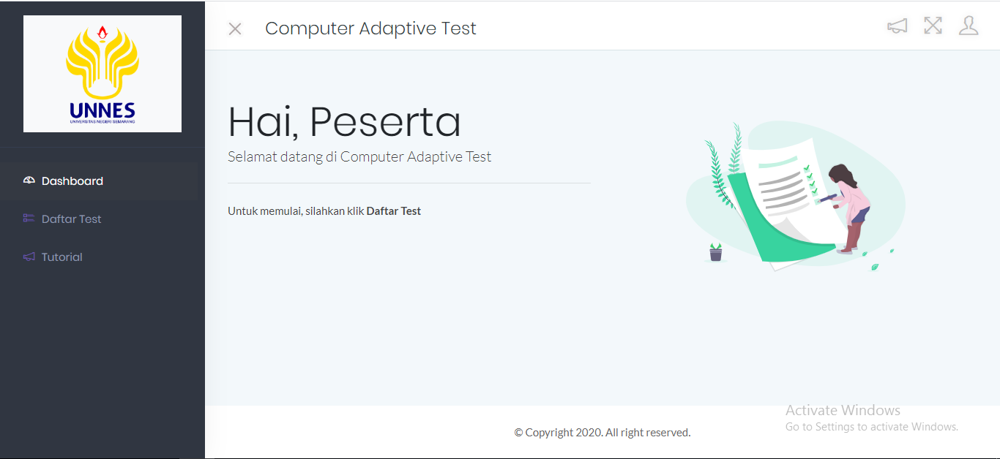 UNNES
UNIVERSITAS NEGERI SEMARANG
Dashboard
Daftar Test
Tutorial
Computer Adaptive Test
Hai, Peserta
Selamat datang di Computer Adaptive Test
Untuk memulai, silahkan klik Daftar Test
Activate Windows
Go to Settings to activate Windows.
© Copyright 2020. All right reserved.